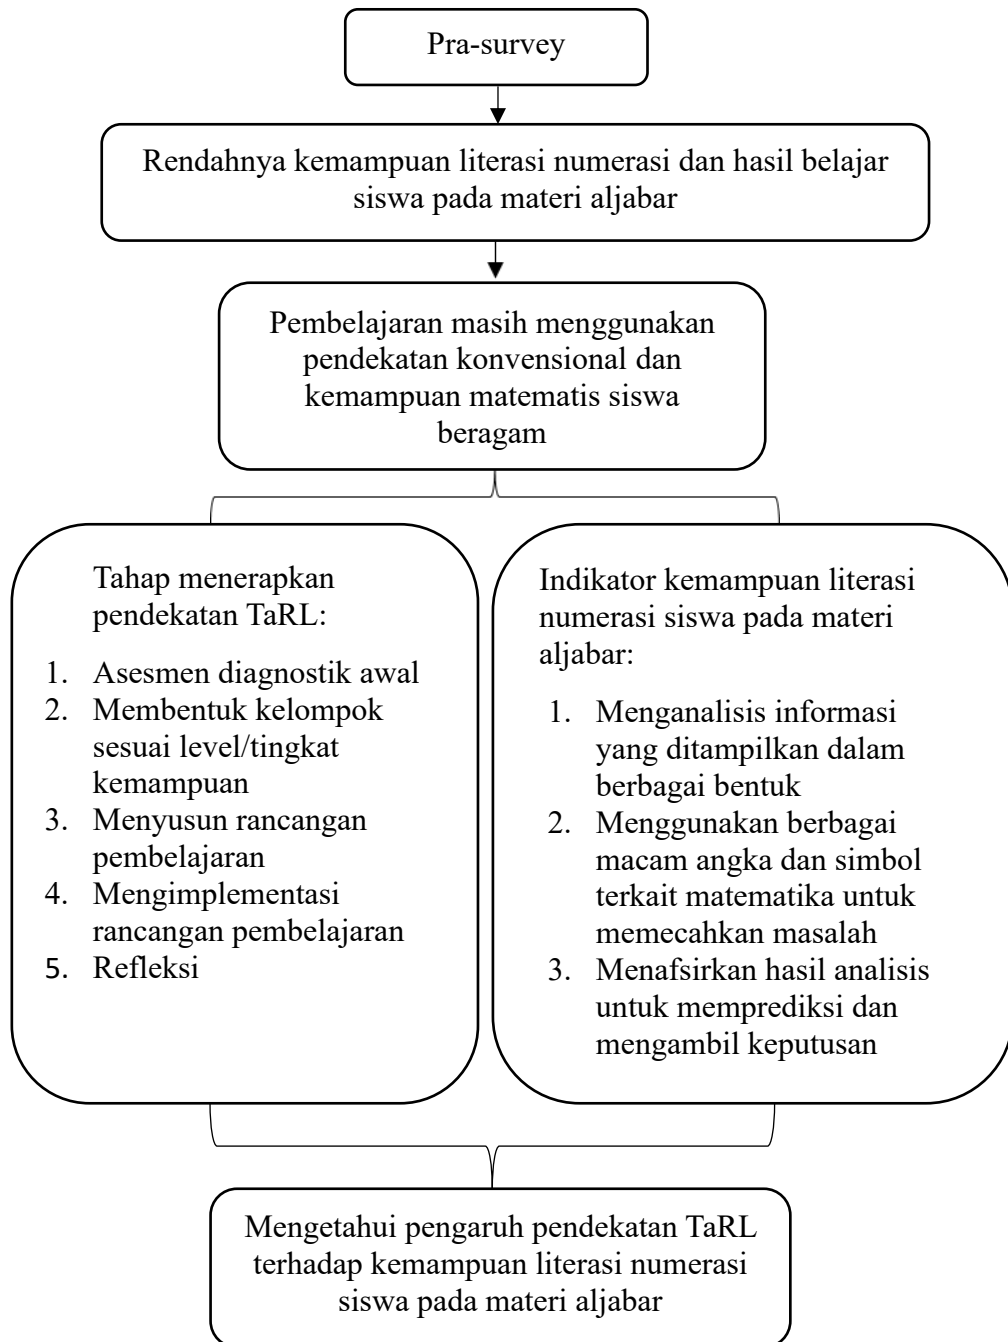 Pra-survey
Rendahnya kemampuan literasi numerasi dan hasil belajar
siswa pada materi aljabar
Pembelajaran masih menggunakan
pendekatan konvensional dan
kemampuan matematis siswa
beragam
Tahap menerapkan
pendekatan TaRL:
1. Asesmen diagnostik awal
2. Membentuk kelompok
sesuai level/tingkat
kemampuan
3. Menyusun rancangan
pembelajaran
4. Mengimplementasi
rancangan pembelajaran
5. Refleksi
Indikator kemampuan literasi
numerasi siswa pada materi
aljabar:
1. Menganalisis informasi
yang ditampilkan dalam
berbagai bentuk
2. Menggunakan berbagai
macam angka dan simbol
terkait matematika untuk
memecahkan masalah
3. Menafsirkan hasil analisis
untuk memprediksi dan
mengambil keputusan
Mengetahui pengaruh pendekatan TaRL
terhadap kemampuan literasi numerasi
siswa pada materi aljabar